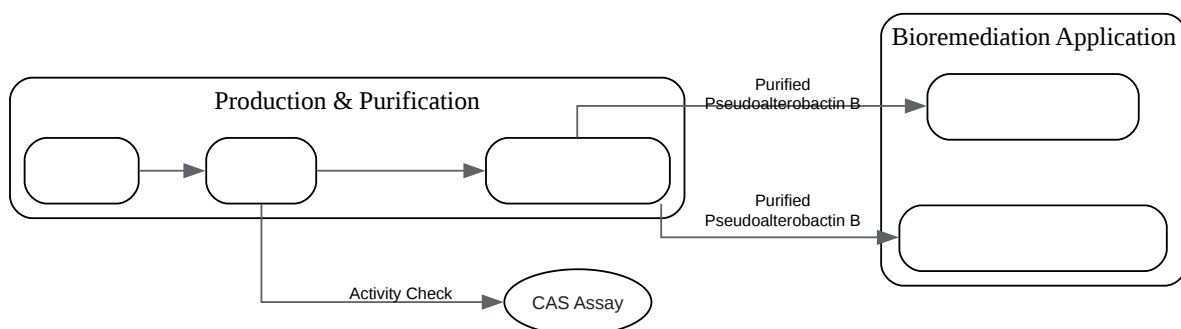 Bioremediation Application
Production & Purification
Purified
Pseudoalterobactin B
Purified
Pseudoalterobactin B
Activity Check
CAS Assay